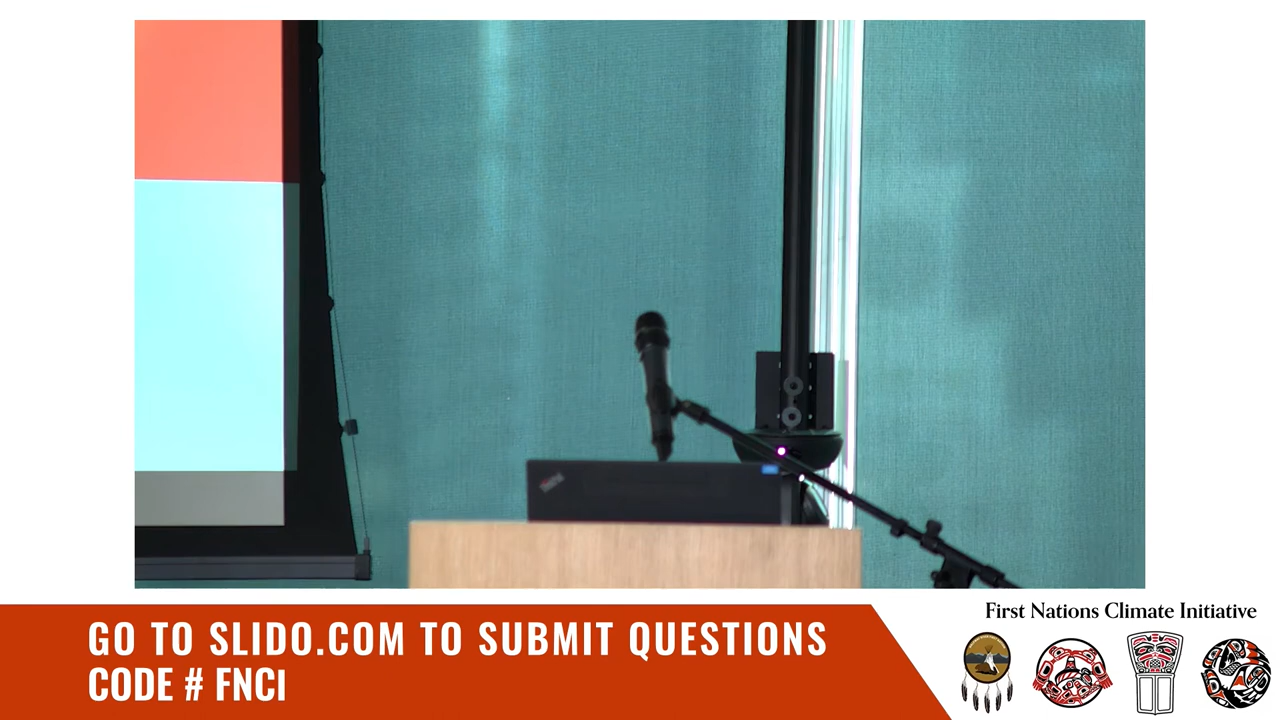 GO TO SLIDO.COM TO SUBMIT QUESTIONS
CODE # FNCI
First Nations Climate Initiative